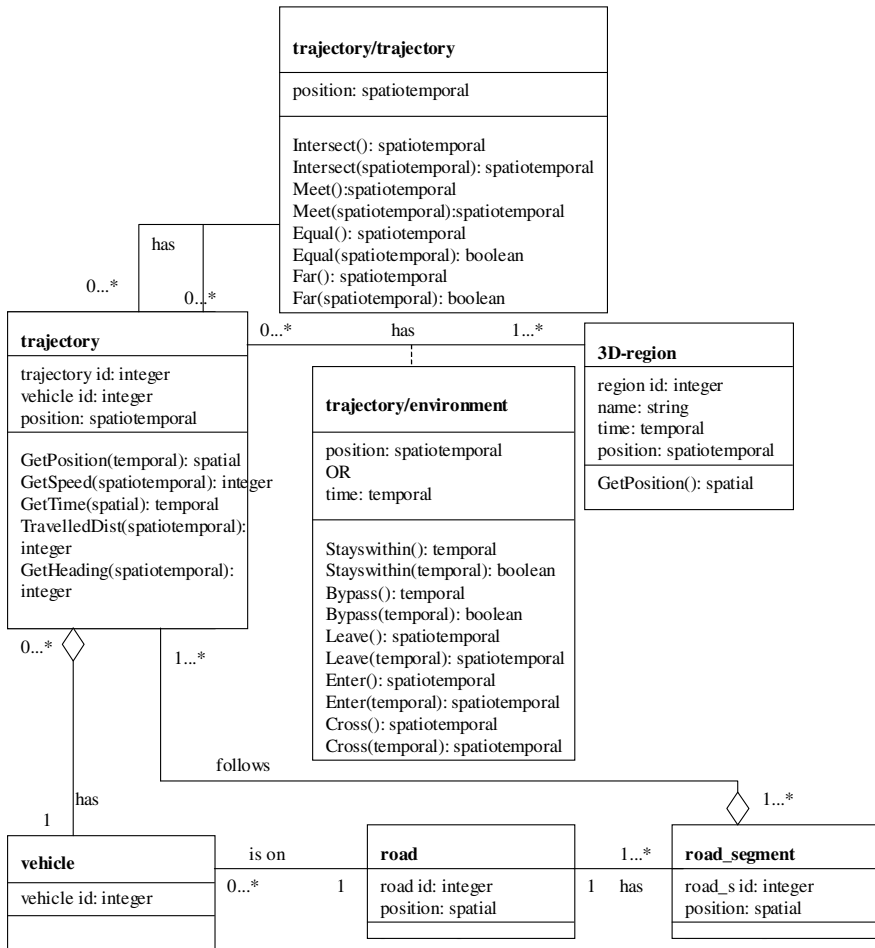 trajectory/trajectory
position: spatiotemporal
Intersect(): spatiotemporal
Intersect(spatiotemporal): spatiotemporal
Meet():spatiotemporal
Meet(spatiotemporal):spatiotemporal
Equal(): spatiotemporal
Equal(spatiotemporal): boolean
Far(): spatiotemporal
Far(spatiotemporal): boolean
has
0...*
0...*
trajectory
trajectory id: integer
vehicle id: integer
position: spatiotemporal
GetPosition(temporal): spatial
GetSpeed(spatiotemporal): integer
GetTime(spatial): temporal
TravelledDist(spatiotemporal):
integer
GetHeading(spatiotemporal):
integer
0...*
has
1...*
3D-region
region id: integer
name: string
time: temporal
position: spatiotemporal
GetPosition(): spatial
trajectory/environment
position: spatiotemporal
OR
time: temporal
Stayswithin(): temporal
Stayswithin(temporal): boolean
Bypass(): temporal
Bypass(temporal): boolean
Leave(): spatiotemporal
Leave(temporal): spatiotemporal
Enter(): spatiotemporal
Enter(temporal): spatiotemporal
Cross(): spatiotemporal
Cross(temporal): spatiotemporal
0...*
1...*
follows
1...*
has
1
vehicle
vehicle id: integer
is on
0...*
1
road
road id: integer
position: spatial
1...*
1
has
road_segment
road_s id: integer
position: spatial